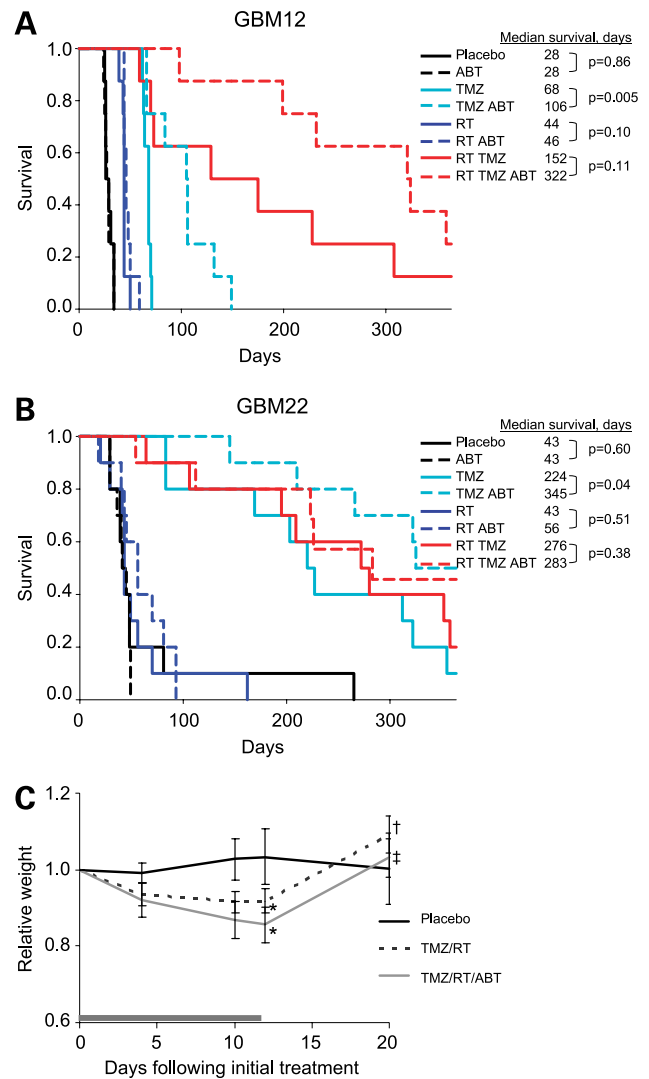 A
GBM12
Median survival, days
Placebo 28
ABT 28
p=0.86
TMZ 68
TMZ ABT 106
p=0.005
RT 44
RT ABT 46
p=0.10
RT TMZ 152
RT TMZ ABT 322
p=0.11
Survival
1.0
0.8
0.6
0.4
0.2
0.0
0 100 200 300
Days
B
GBM22
Median survival, days
Placebo 43
ABT 43
p=0.60
TMZ 224
TMZ ABT 345
p=0.04
RT 43
RT ABT 56
p=0.51
RT TMZ 276
RT TMZ ABT 283
p=0.38
Survival
1.0
0.8
0.6
0.4
0.2
0.0
0 100 200 300
Days
C
Relative weight
1.2
1.0
0.8
0.6
†
‡
*
*
Placebo
TMZ/RT
TMZ/RT/ABT
0 5 10 15 20
Days following initial treatment